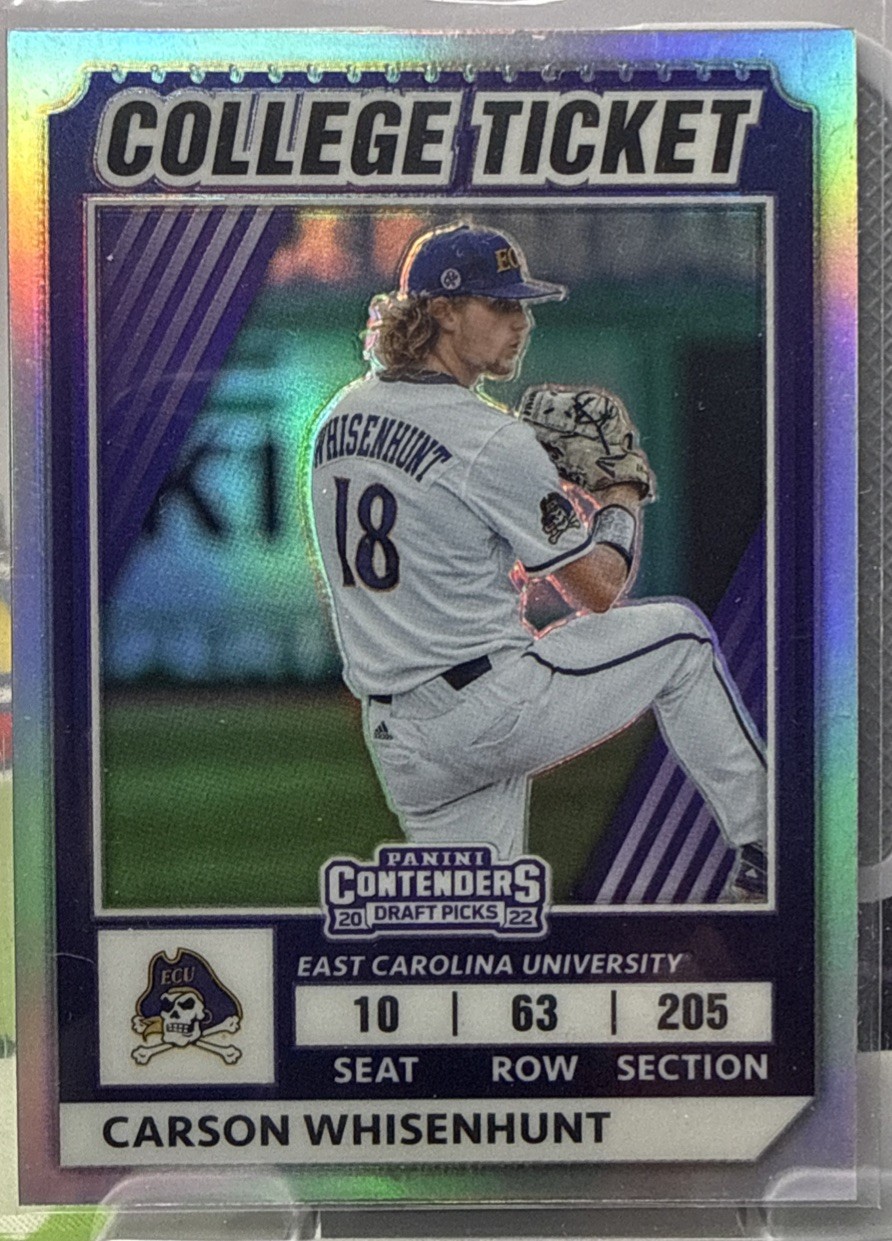 COLLEGE TICKET
EC
WHISENHUNT
18
PANINI
CONTENDERS
20 DRAFT PICKS 22
ECU
EAST CAROLINA UNIVERSITY
10 | 63 | 205
SEAT ROW SECTION
CARSON WHISENHUNT